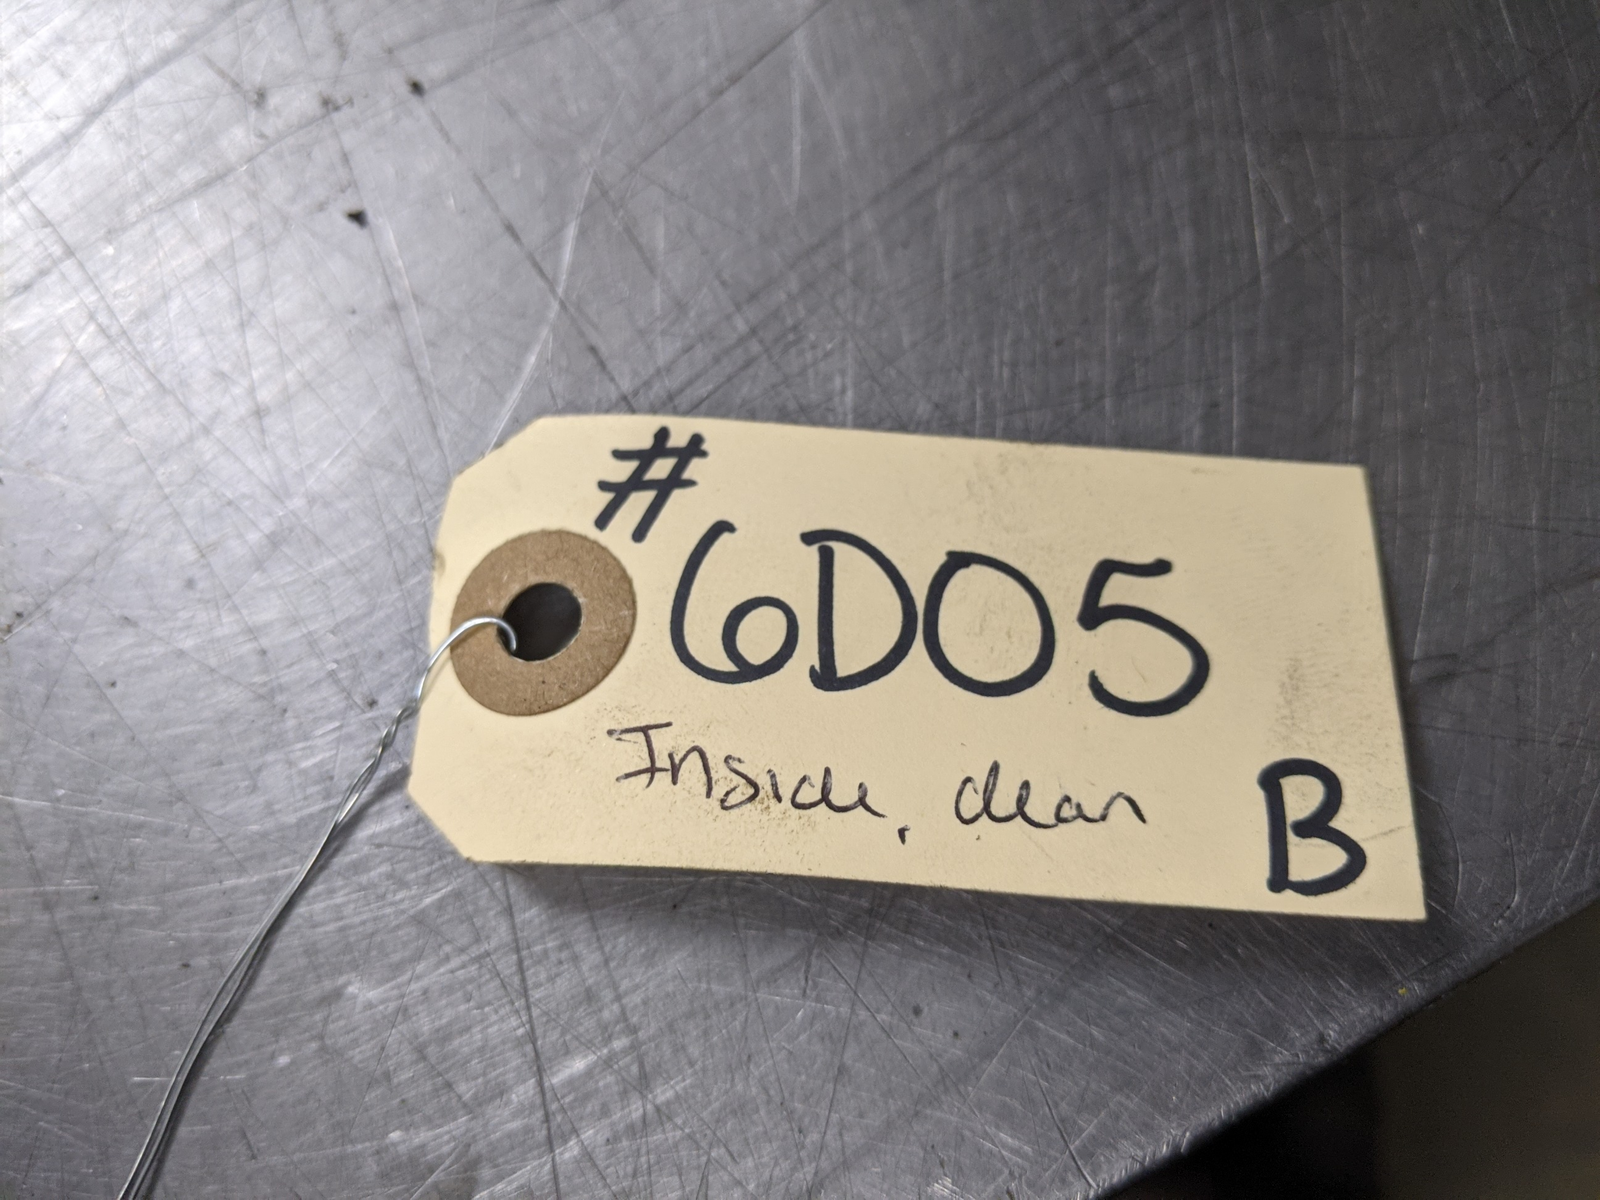 #6D05
Inside, clean
B